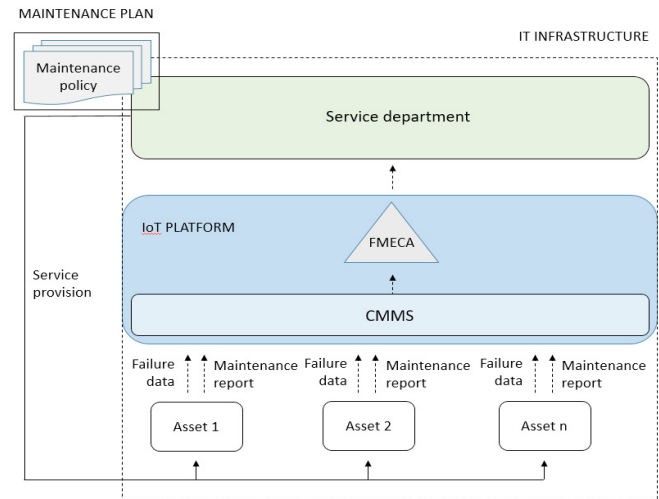 MAINTENANCE PLAN
IT INFRASTRUCTURE
Maintenance
policy
Service department
IoT PLATFORM
FMECA
Service
provision
CMMS
Failure
data
Maintenance
report
Failure
data
Maintenance
report
Failure
data
Maintenance
report
Asset 1
Asset 2
Asset n